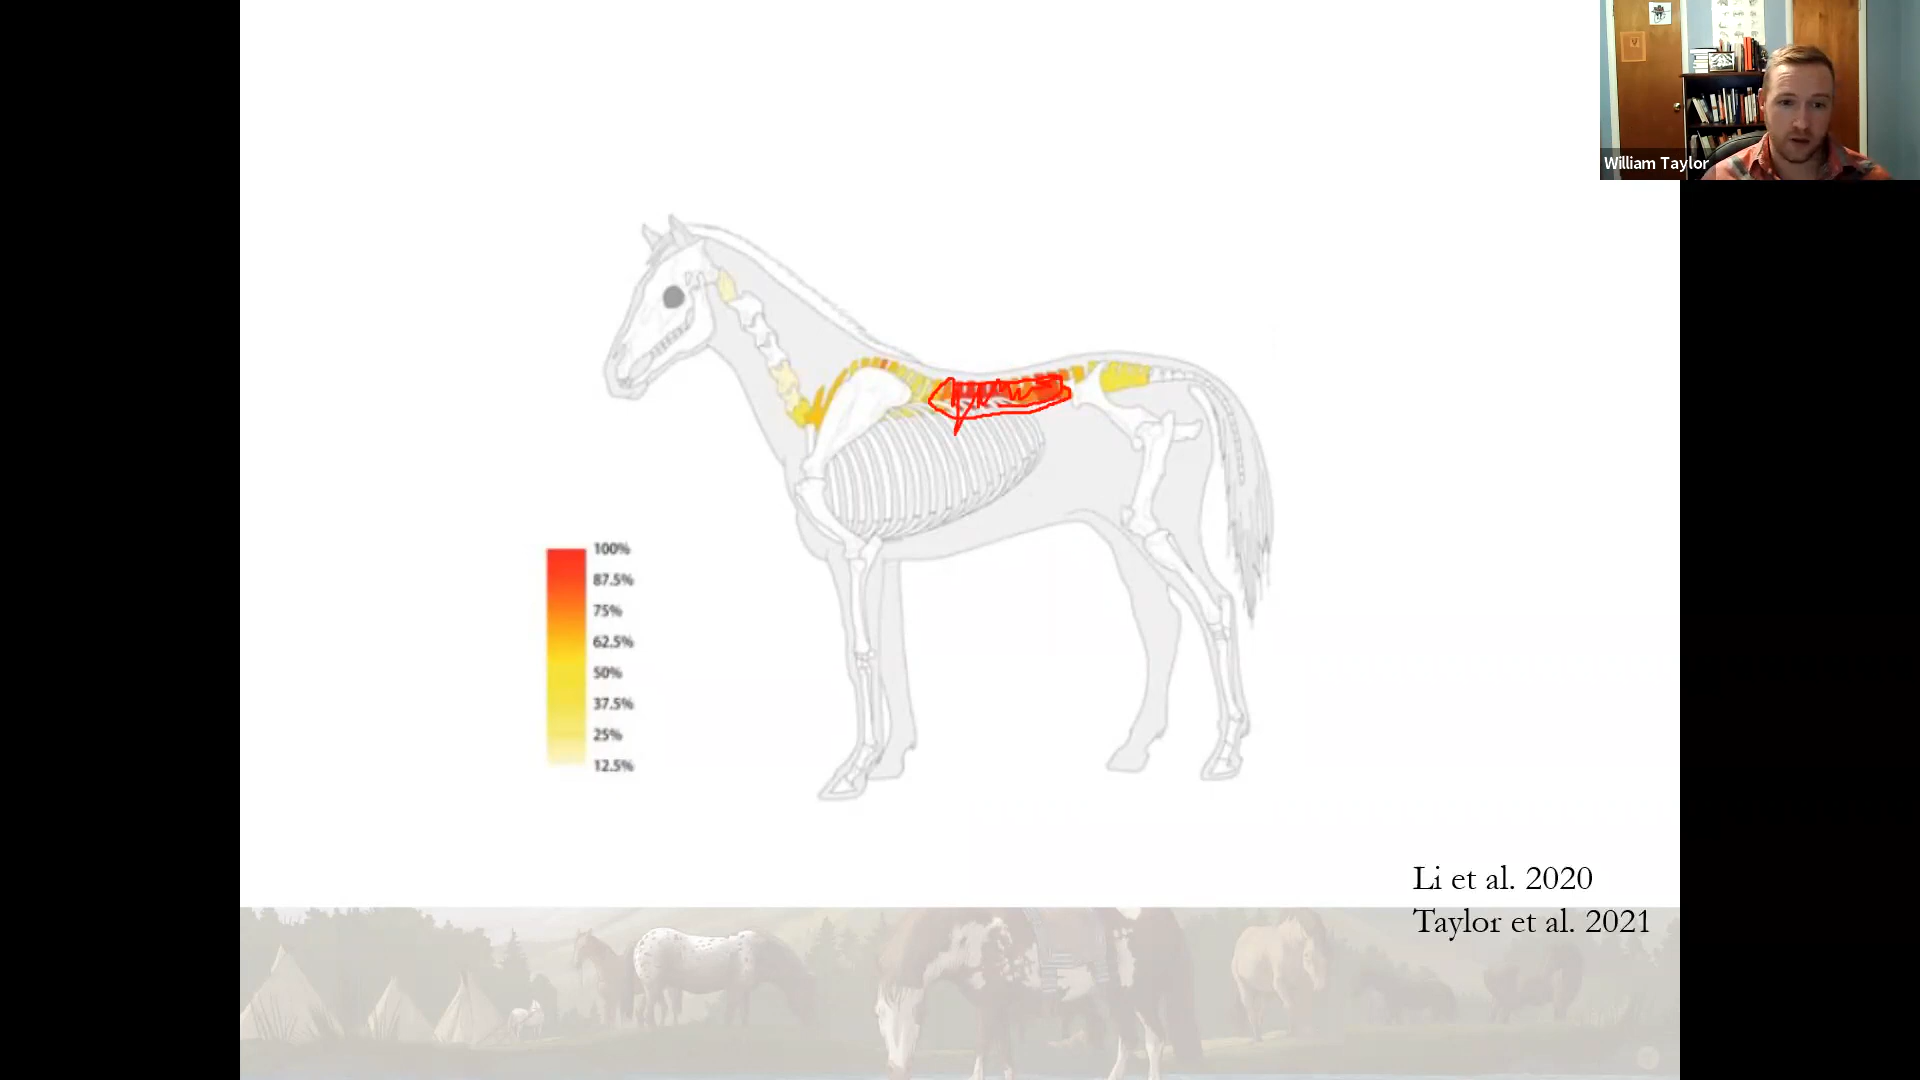 William Taylor
100%
87.5%
75%
62.5%
50%
37.5%
25%
12.5%
Li et al. 2020
Taylor et al. 2021